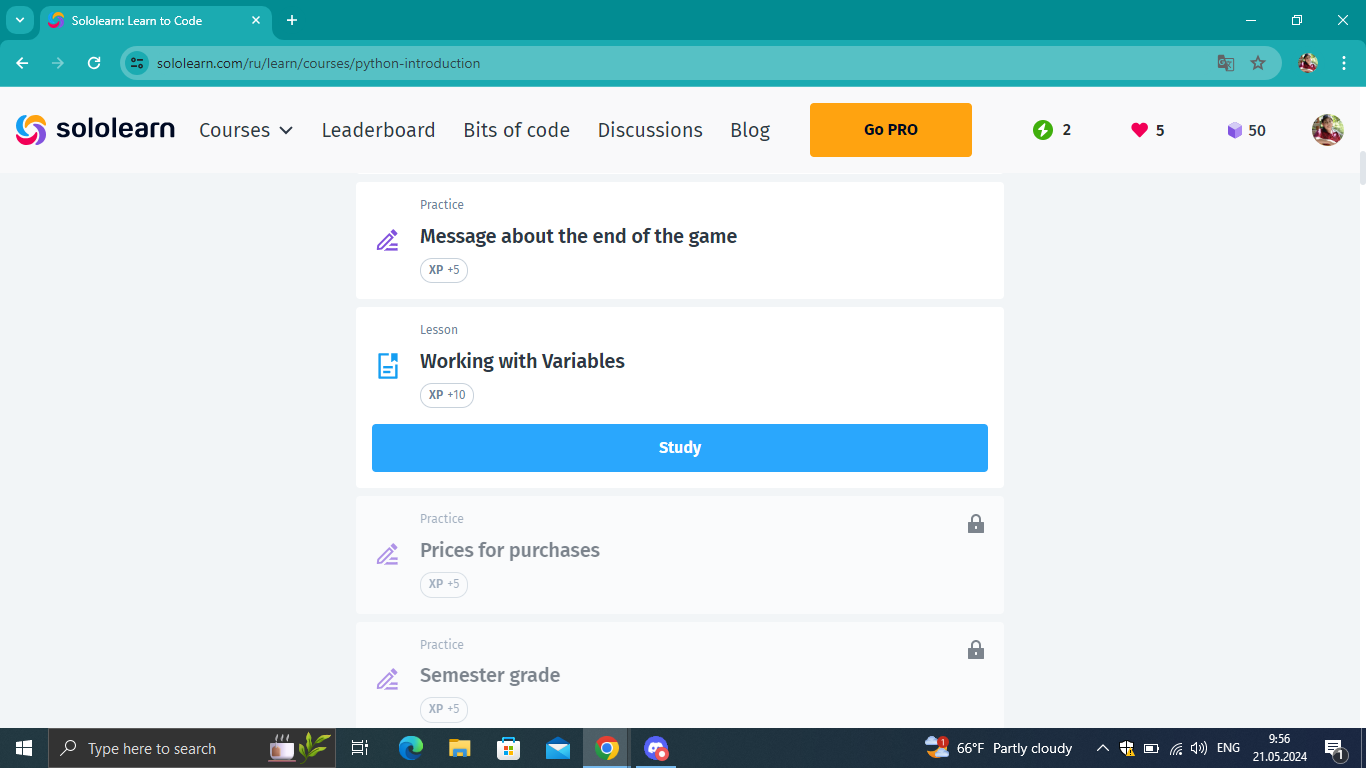 Sololearn: Learn to Code
sololearn.com/ru/learn/courses/python-introduction
sololearn Courses Leaderboard Bits of code Discussions Blog Go PRO 2 5 50
Practice
Message about the end of the game
XP +5
Lesson
Working with Variables
XP +10
Study
Practice
Prices for purchases
XP +5
Practice
Semester grade
XP +5
Type here to search
1
66°F Partly cloudy
ENG
9:56
21.05.2024
1